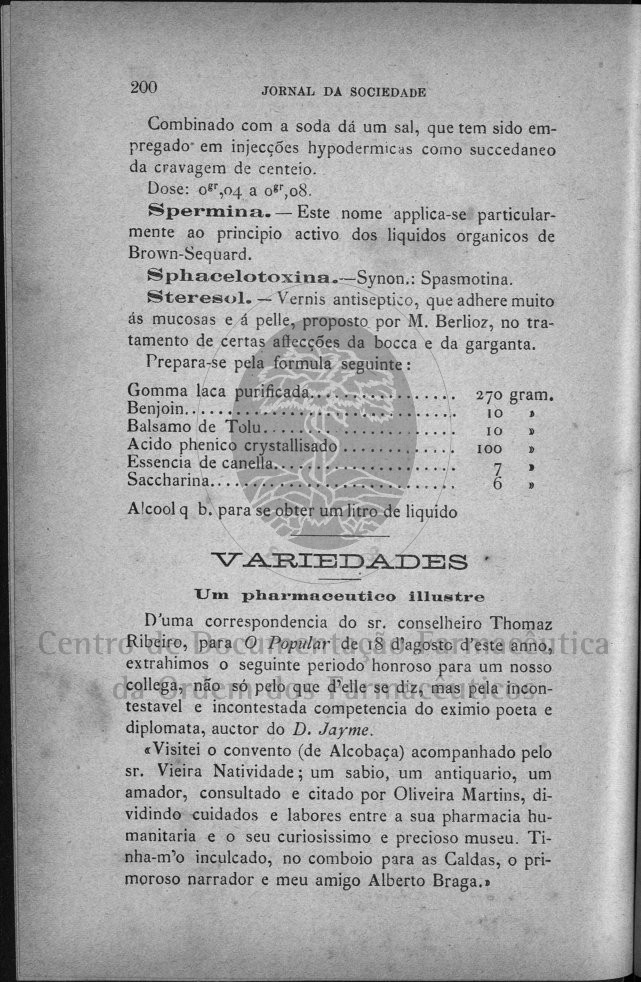 200
JORNAL DA SOCIEDADE
Combinado com a soda dá um sal, que tem sido em-
pregado em injecções hypodermicas como succedaneo
da cravagem de centeio.
Dose: 0gr,04 a 0gr,08.
Spermina. — Este nome applica-se particular-
mente ao principio activo dos liquidos organicos de
Brown-Sequard.
Sphacelotoxina.—Synon.: Spasmotina.
Steresol. — Vernis antiseptico, que adhere muito
ás mucosas e á pelle, proposto por M. Berlioz, no tra-
tamento de certas affecções da bocca e da garganta.
Prepara-se pela formula seguinte:
Gomma laca purificada................. 270 gram.
Benjoin................................. 10 »
Balsamo de Tolu........................ 10 »
Acido phenico crystallisado ............. 100 »
Essencia de canella...................... 7 »
Saccharina.............................. 6 »
Alcool q b. para se obter um litro de liquido
VARIEDADES
Um pharmaceutico illustre
D'uma correspondencia do sr. conselheiro Thomaz
Ribeiro, para O Popular de 18 d'agosto d'este anno,
extrahimos o seguinte periodo honroso para um nosso
collega, não só pelo que d'elle se diz, mas pela incon-
testavel e incontestada competencia do eximio poeta e
diplomata, auctor do D. Jayme.
«Visitei o convento (de Alcobaça) acompanhado pelo
sr. Vieira Natividade; um sabio, um antiquario, um
amador, consultado e citado por Oliveira Martins, di-
vidindo cuidados e labores entre a sua pharmacia hu-
manitaria e o seu curiosissimo e precioso museu. Ti-
nha-m'o inculcado, no comboio para as Caldas, o pri-
moroso narrador e meu amigo Alberto Braga.»
Centro de Documentação Farmacêutica
da Ordem dos Farmacêuticos